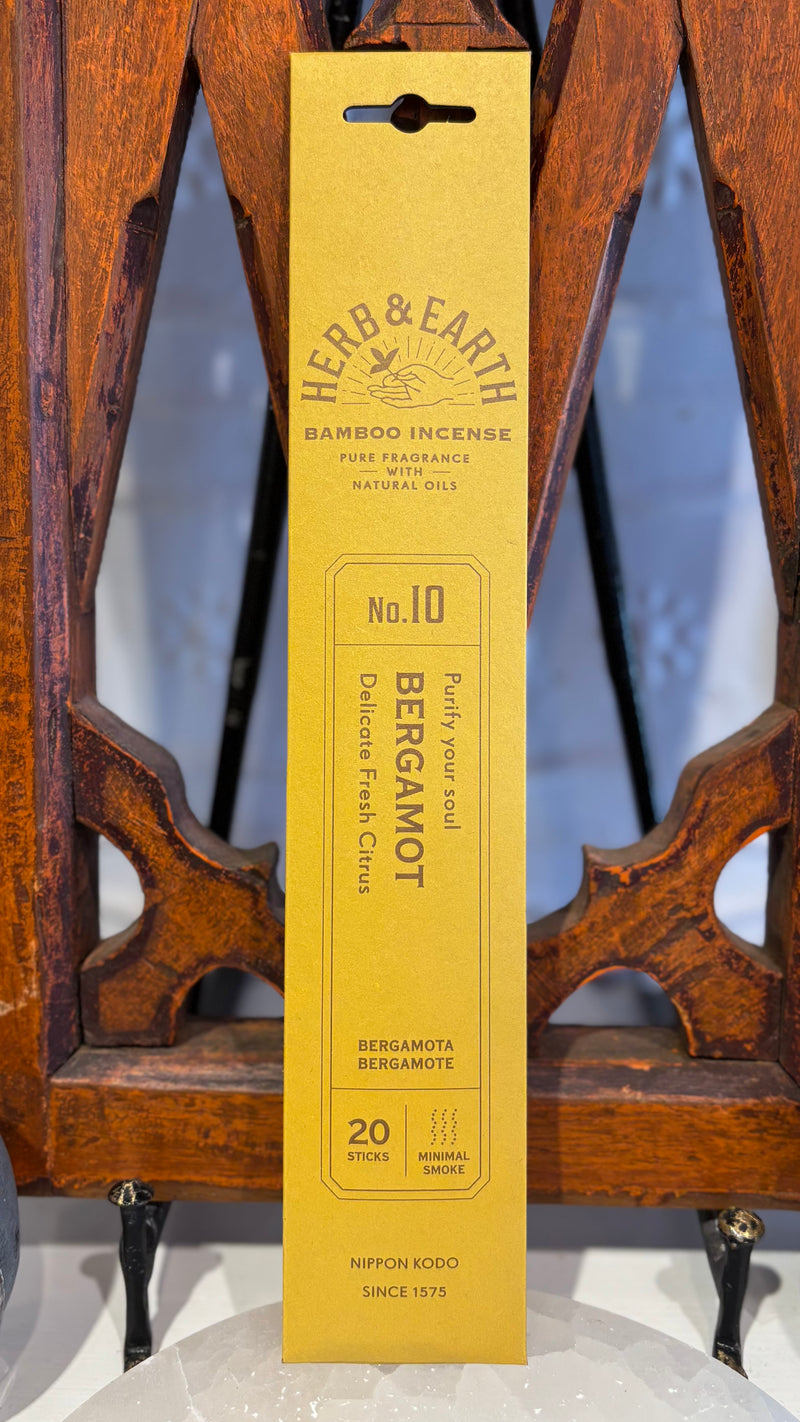 HERB & EARTH
BAMBOO INCENSE
PURE FRAGRANCE
WITH
NATURAL OILS
No.10
Purify your soul
BERGAMOT
Delicate Fresh Citrus
BERGAMOTA
BERGAMOTE
20
STICKS
MINIMAL
SMOKE
NIPPON KODO
SINCE 1575